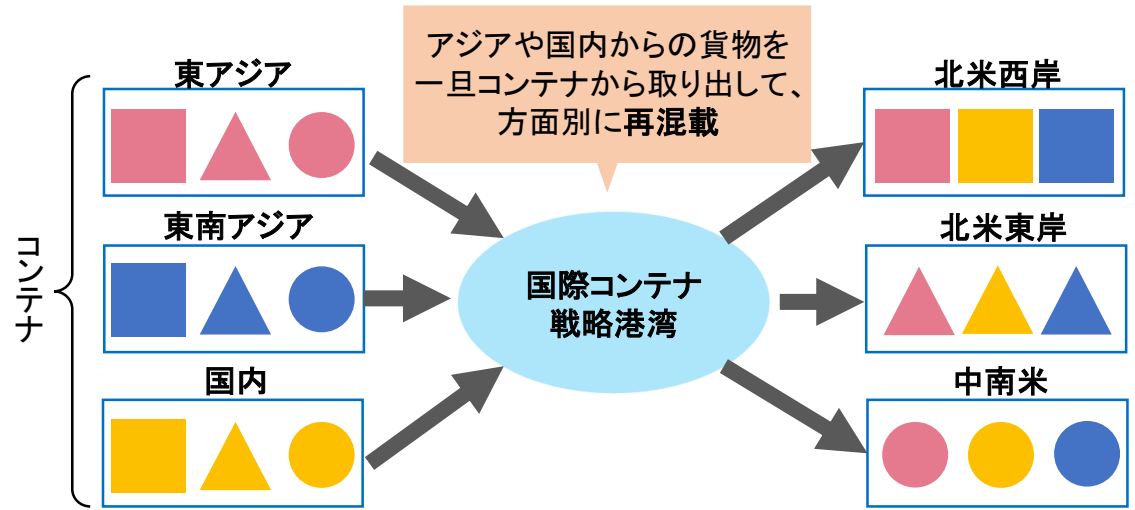 アジアや国内からの貨物を
一旦コンテナから取り出して、
方面別に再混載
コンテナ
東アジア
東南アジア
国内
国際コンテナ
戦略港湾
北米西岸
北米東岸
中南米